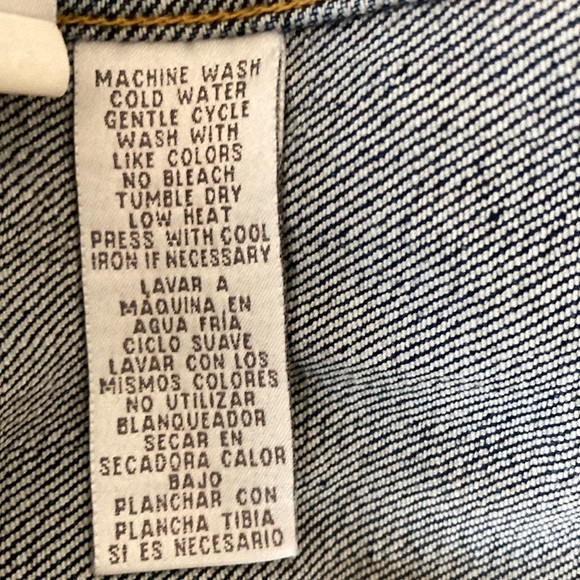 MACHINE WASH
COLD WATER
GENTLE CYCLE
WASH WITH
LIKE COLORS
NO BLEACH
TUMBLE DRY
LOW HEAT
PRESS WITH COOL
IRON IF NECESSARY
LAVAR A
MÁQUINA EN
AGUA FRÍA
CICLO SUAVE
LAVAR CON LOS
MISMOS COLORES
NO UTILIZAR
BLANQUEADOR
SECAR EN
SECADORA CALOR
BAJO
PLANCHAR CON
PLANCHA TIBIA
SI ES NECESARIO